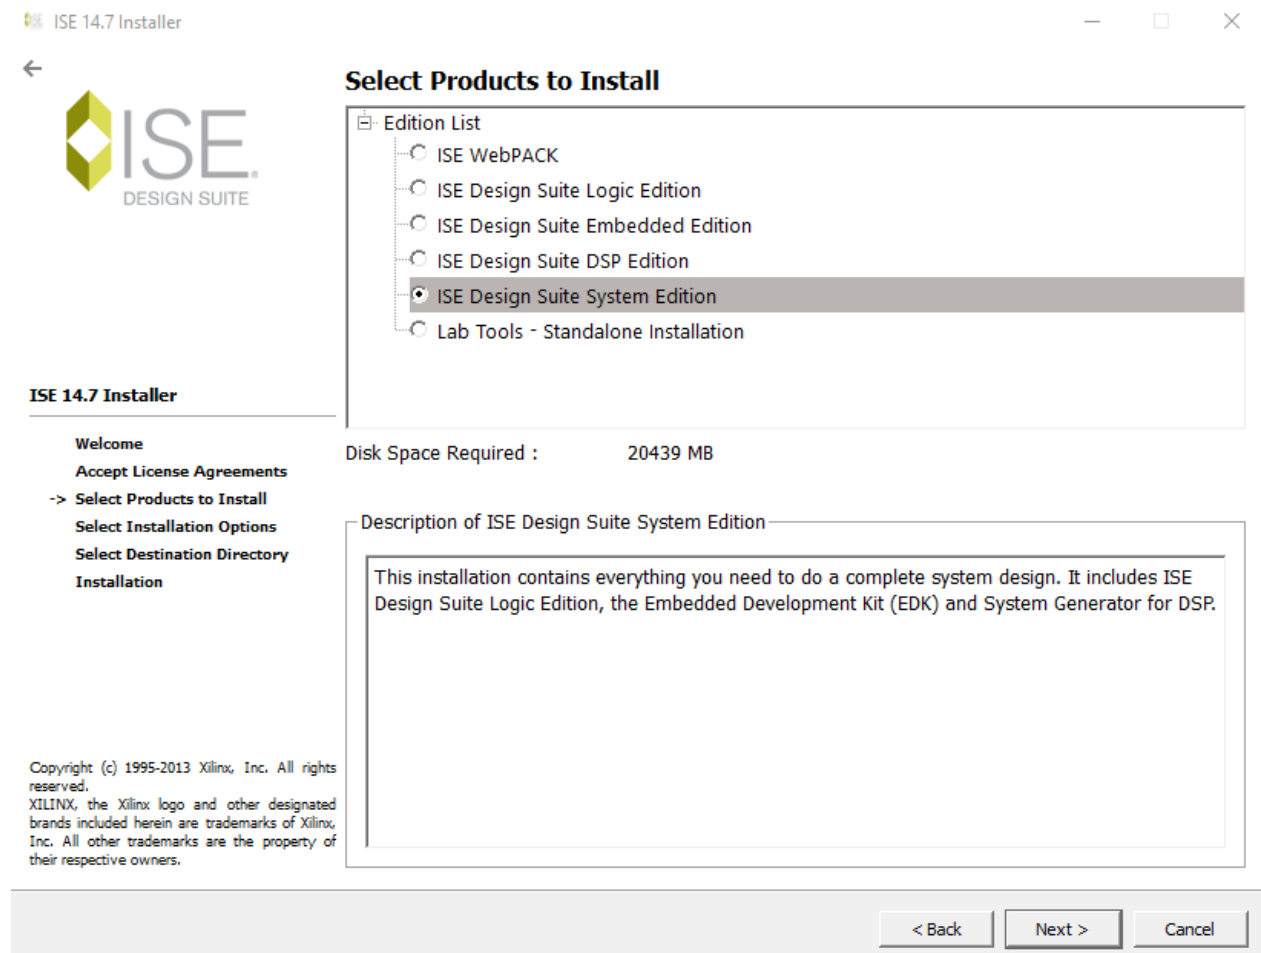 ISE 14.7 Installer
ISE.
DESIGN SUITE
ISE 14.7 Installer
Welcome
Accept License Agreements
-> Select Products to Install
Select Installation Options
Select Destination Directory
Installation
Copyright (c) 1995-2013 Xilinx, Inc. All rights
reserved.
XILINX, the Xilinx logo and other designated
brands included herein are trademarks of Xilinx,
Inc. All other trademarks are the property of
their respective owners.
Select Products to Install
Edition List
ISE WebPACK
ISE Design Suite Logic Edition
ISE Design Suite Embedded Edition
ISE Design Suite DSP Edition
ISE Design Suite System Edition
Lab Tools - Standalone Installation
Disk Space Required : 20439 MB
Description of ISE Design Suite System Edition
This installation contains everything you need to do a complete system design. It includes ISE
Design Suite Logic Edition, the Embedded Development Kit (EDK) and System Generator for DSP.
< Back Next > Cancel